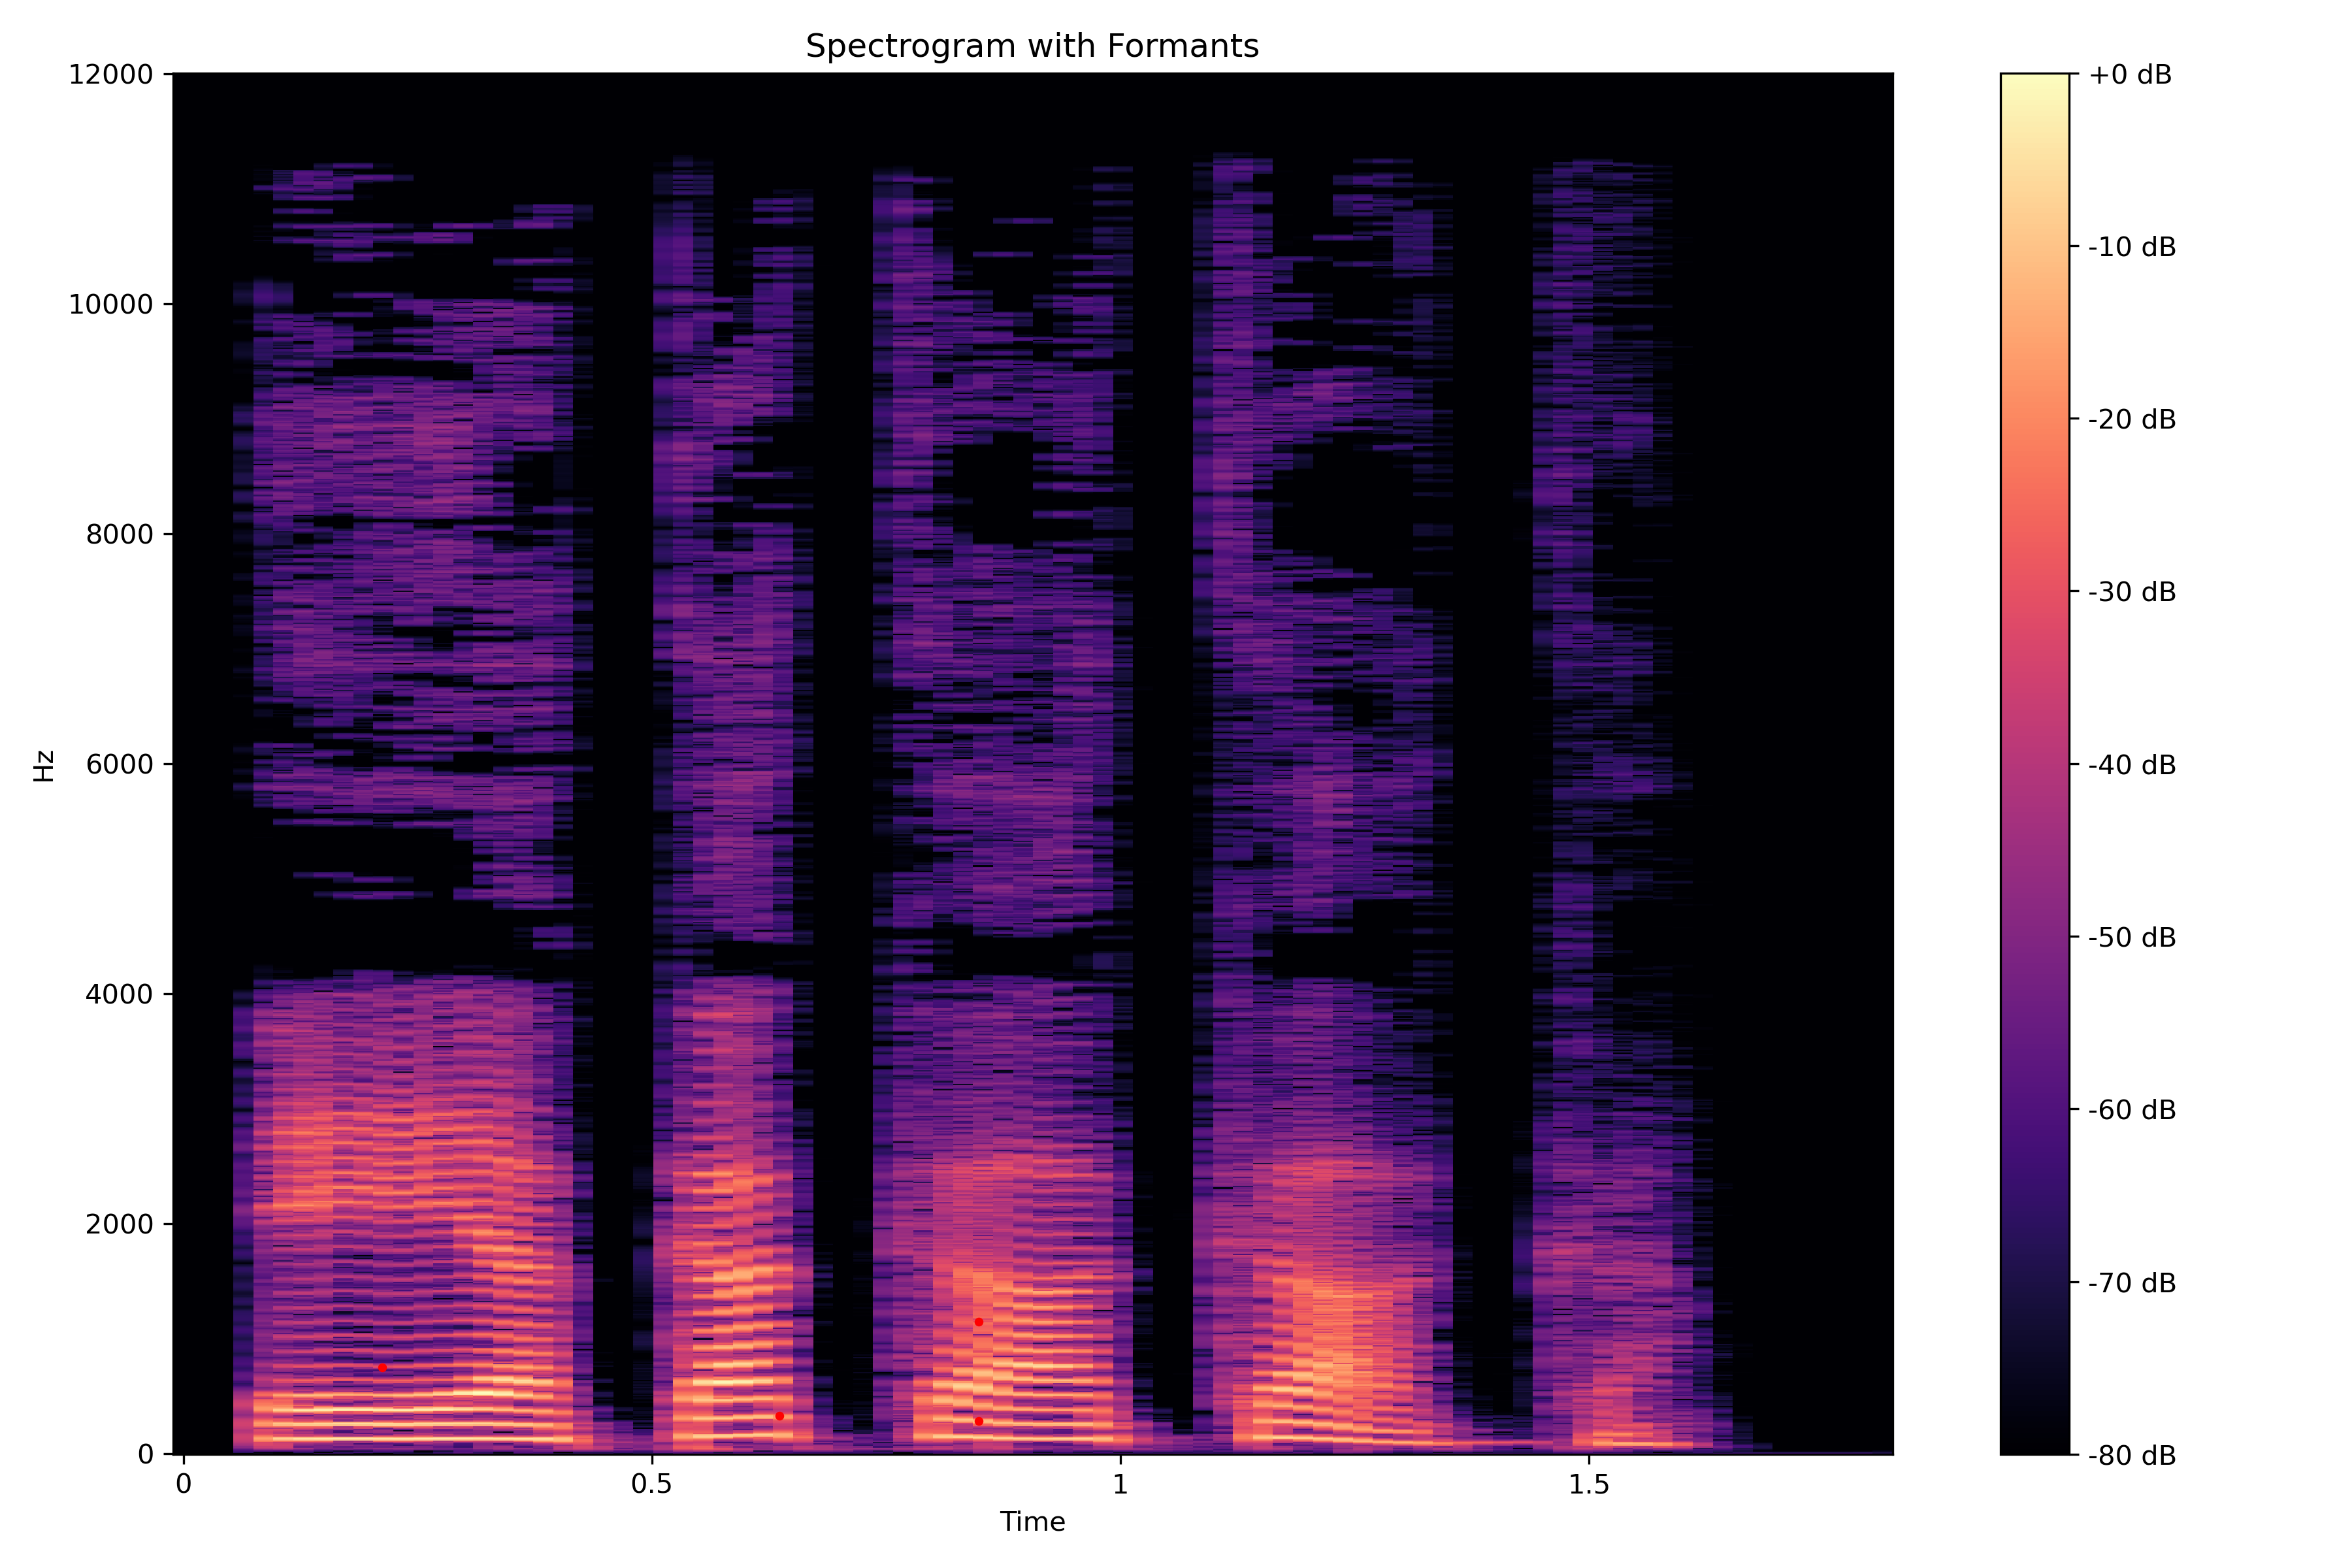 Spectrogram with Formants
12000
10000
8000
6000
4000
2000
0
Hz
0
0.5
1
1.5
Time
+0 dB
-10 dB
-20 dB
-30 dB
-40 dB
-50 dB
-60 dB
-70 dB
-80 dB